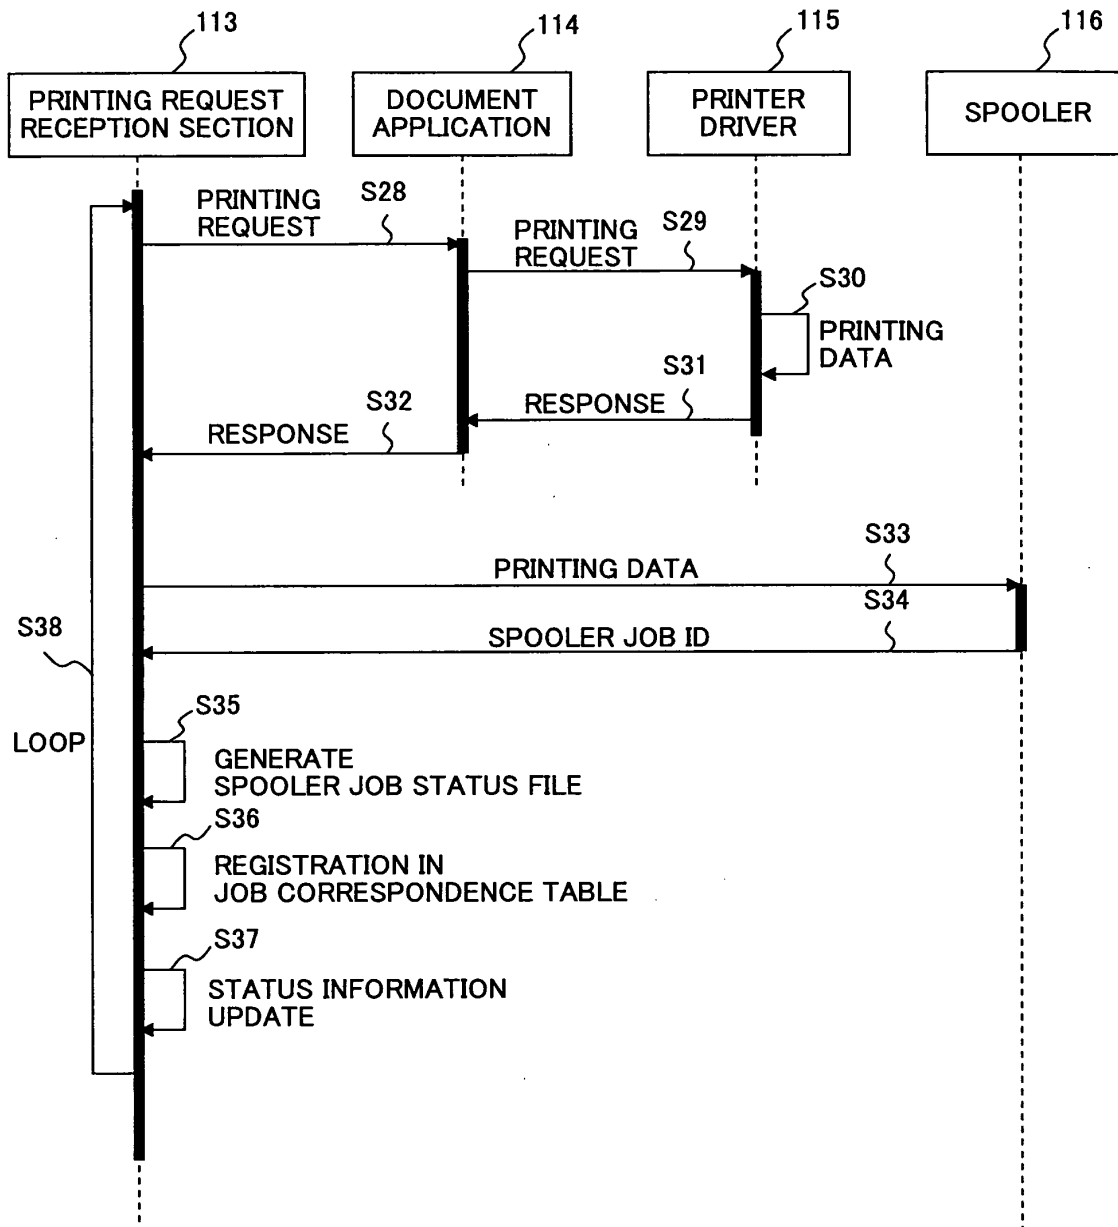 113
114
115
116
PRINTING REQUEST
RECEPTION SECTION
DOCUMENT
APPLICATION
PRINTER
DRIVER
SPOOLER
PRINTING
REQUEST
S28
PRINTING
REQUEST
S29
S30
PRINTING
DATA
S31
RESPONSE
S32
RESPONSE
S33
PRINTING DATA
S34
SPOOLER JOB ID
S38
LOOP
S35
GENERATE
SPOOLER JOB STATUS FILE
S36
REGISTRATION IN
JOB CORRESPONDENCE TABLE
S37
STATUS INFORMATION
UPDATE